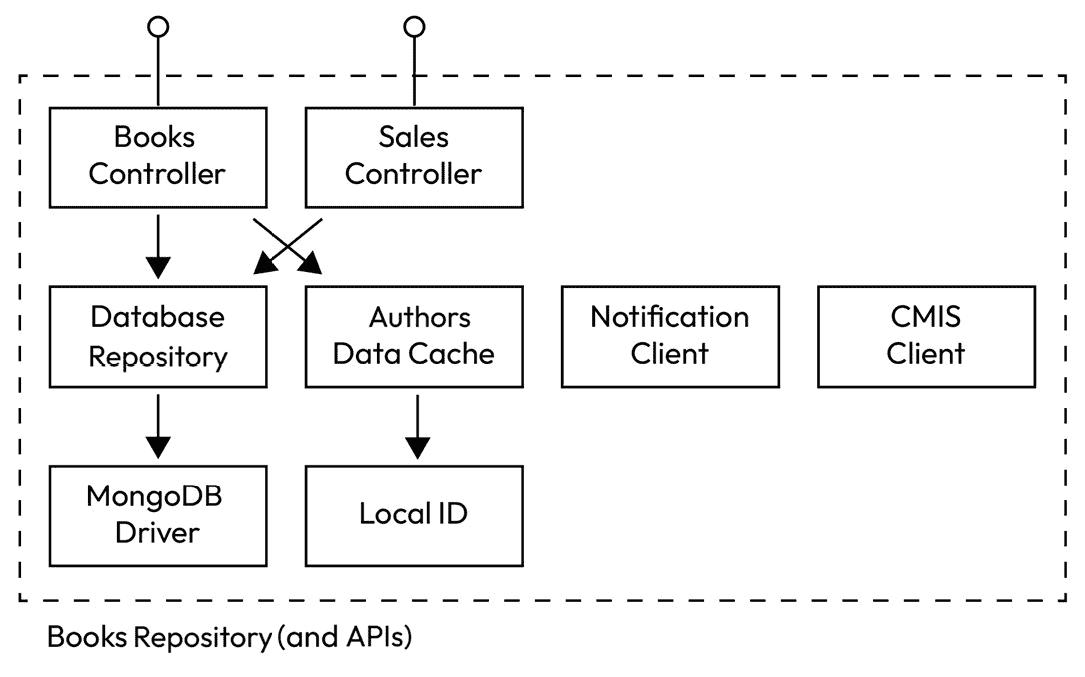 Books
Controller
Sales
Controller
Database
Repository
Authors
Data Cache
Notification
Client
CMIS
Client
MongoDB
Driver
Local ID
Books Repository (and APIs)